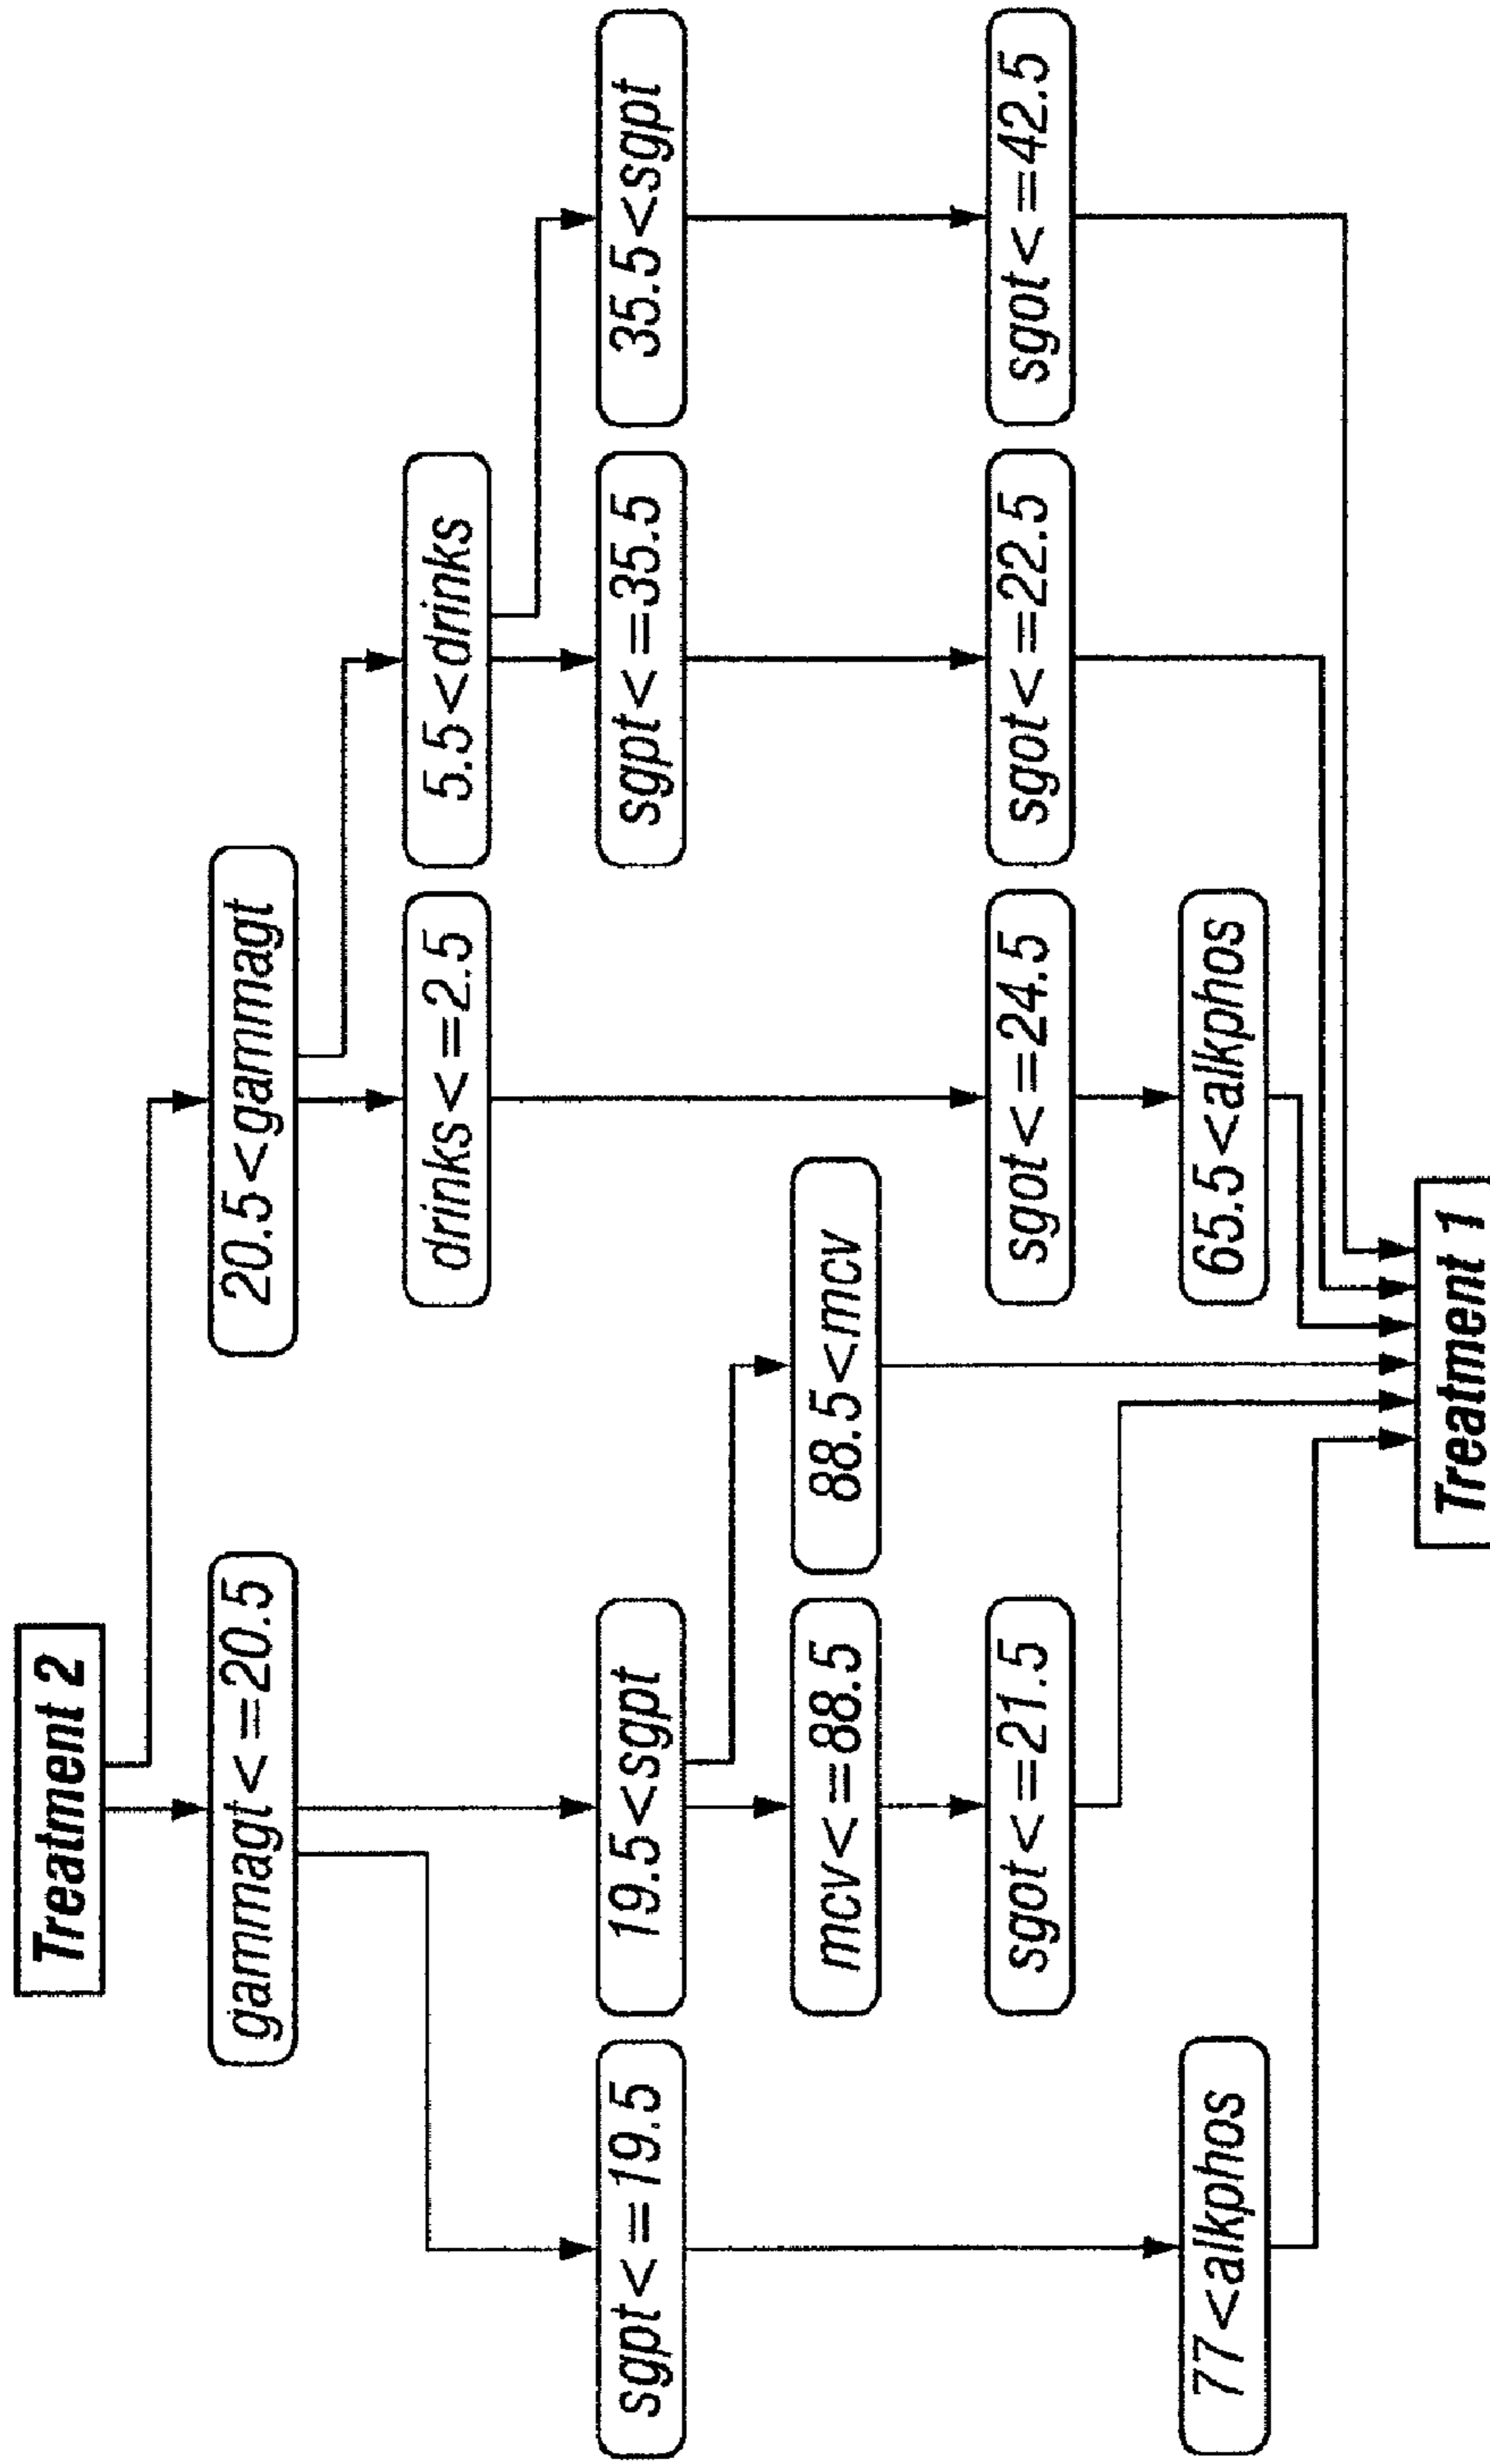 Treatment 2
gammagt<=20.5
20.5<gammagt
drinks<=2.5
5.5<drinks
sgpt<=19.5
19.5<sgpt
sgpt<=35.5
35.5<sgpt
mcv<=88.5
88.5<mcv
sgot<=21.5
sgot<=24.5
sgot<=22.5
sgot<=42.5
77<alkphos
65.5<alkphos
Treatment 1